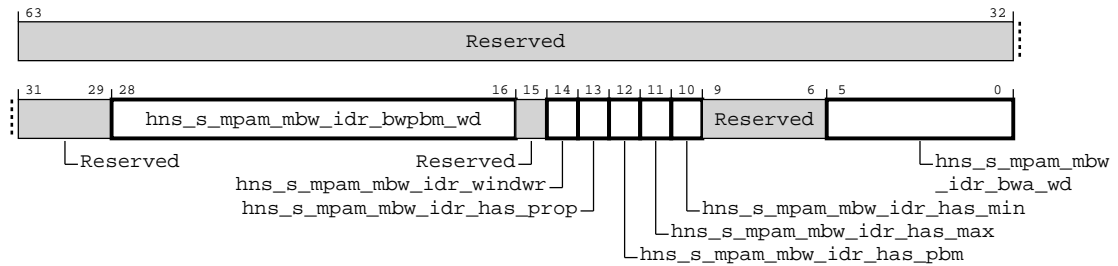 63 32
Reserved
31 29 28 16 15 14 13 12 11 10 9 6 5 0
hns_s_mpam_mbw_idr_bwpbm_wd Reserved
Reserved Reserved hns_s_mpam_mbw
hns_s_mpam_mbw_idr_windwr _idr_bwa_wd
hns_s_mpam_mbw_idr_has_prop hns_s_mpam_mbw_idr_has_min
hns_s_mpam_mbw_idr_has_max
hns_s_mpam_mbw_idr_has_pbm